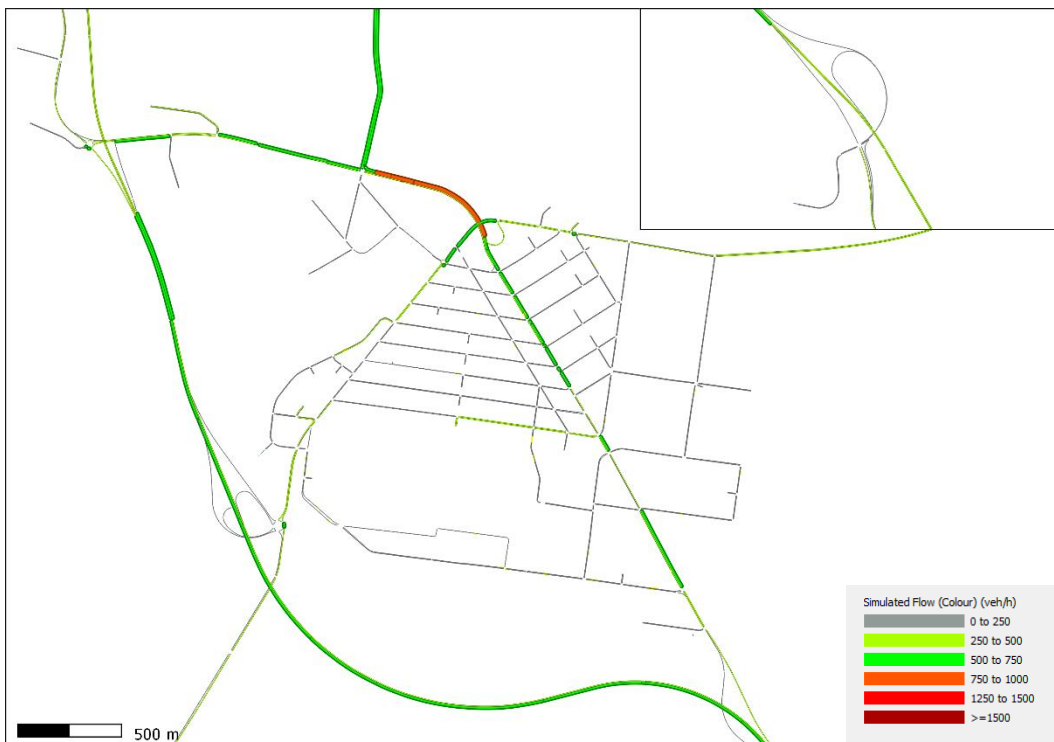 Simulated Flow (Colour) (veh/h)
0 to 250
250 to 500
500 to 750
750 to 1000
1250 to 1500
>=1500
500 m